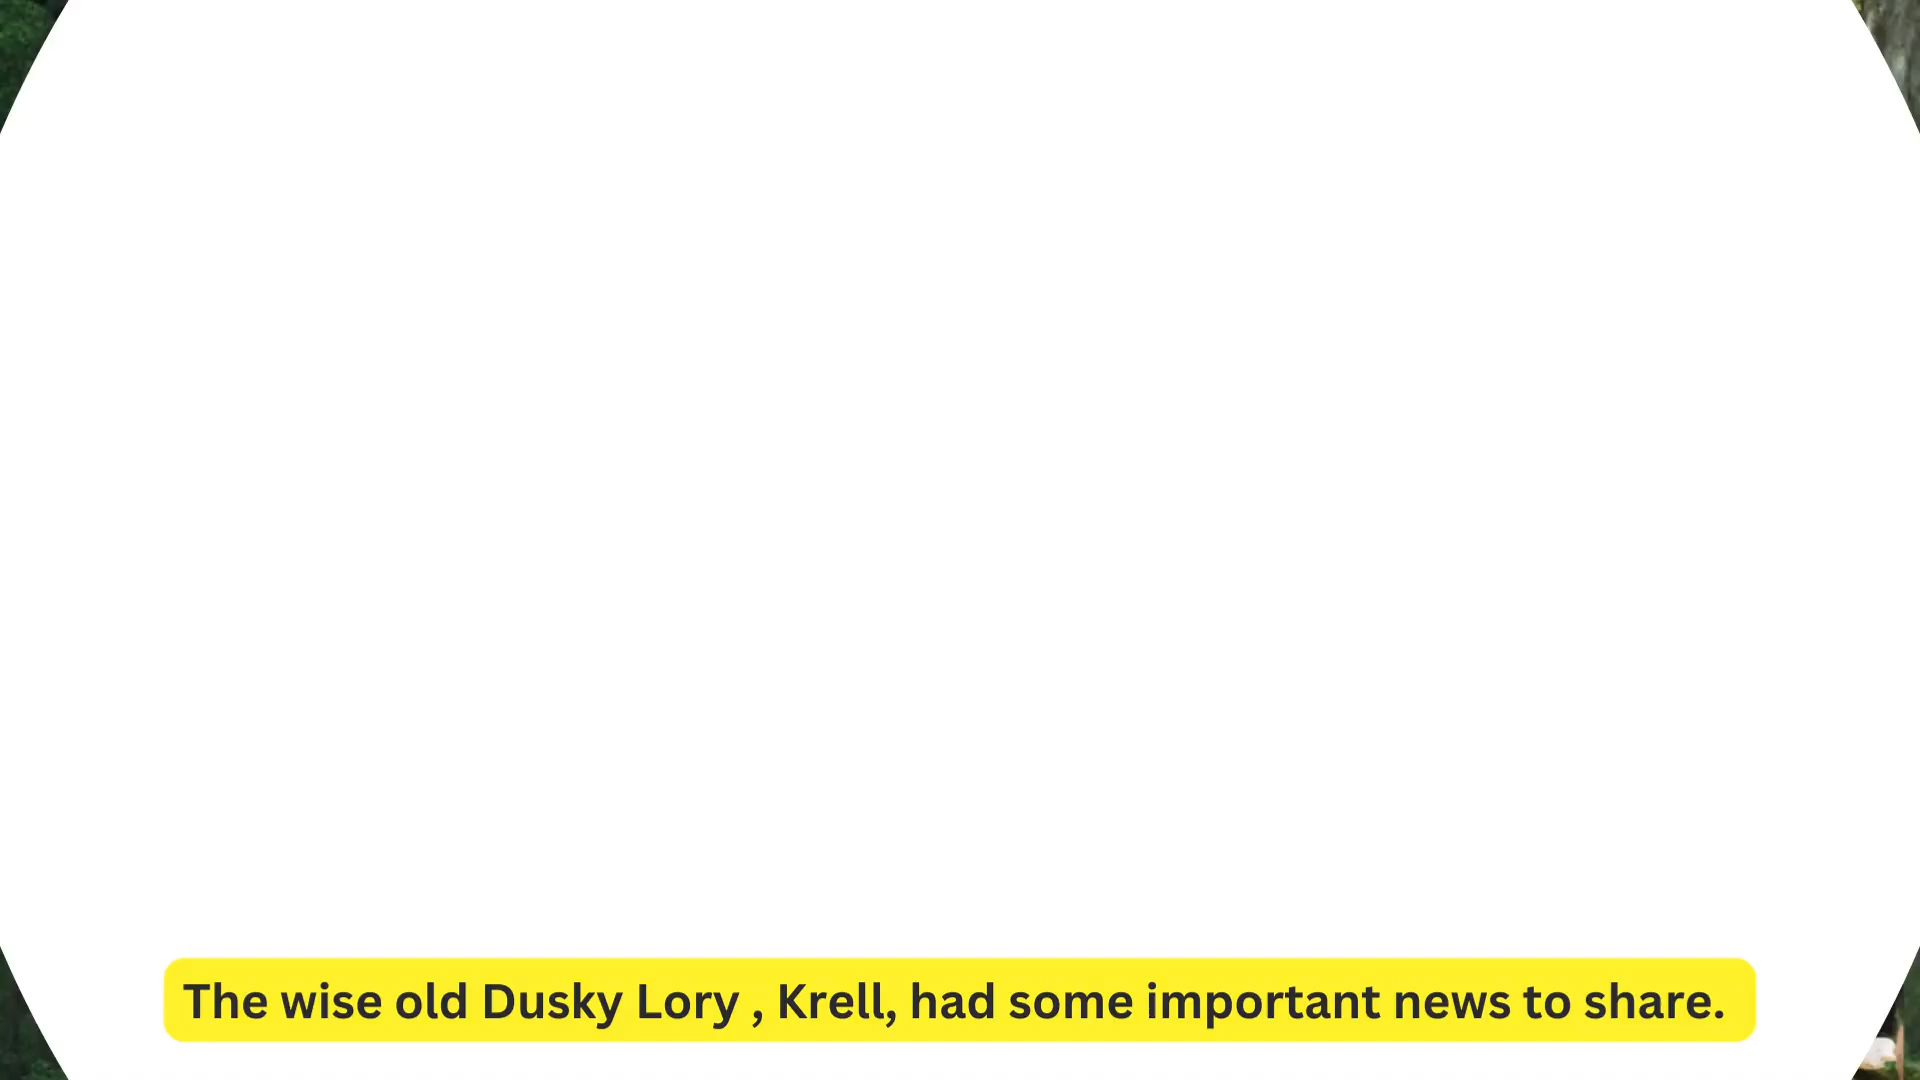 The wise old Dusky Lory , Krell, had some important news to share.